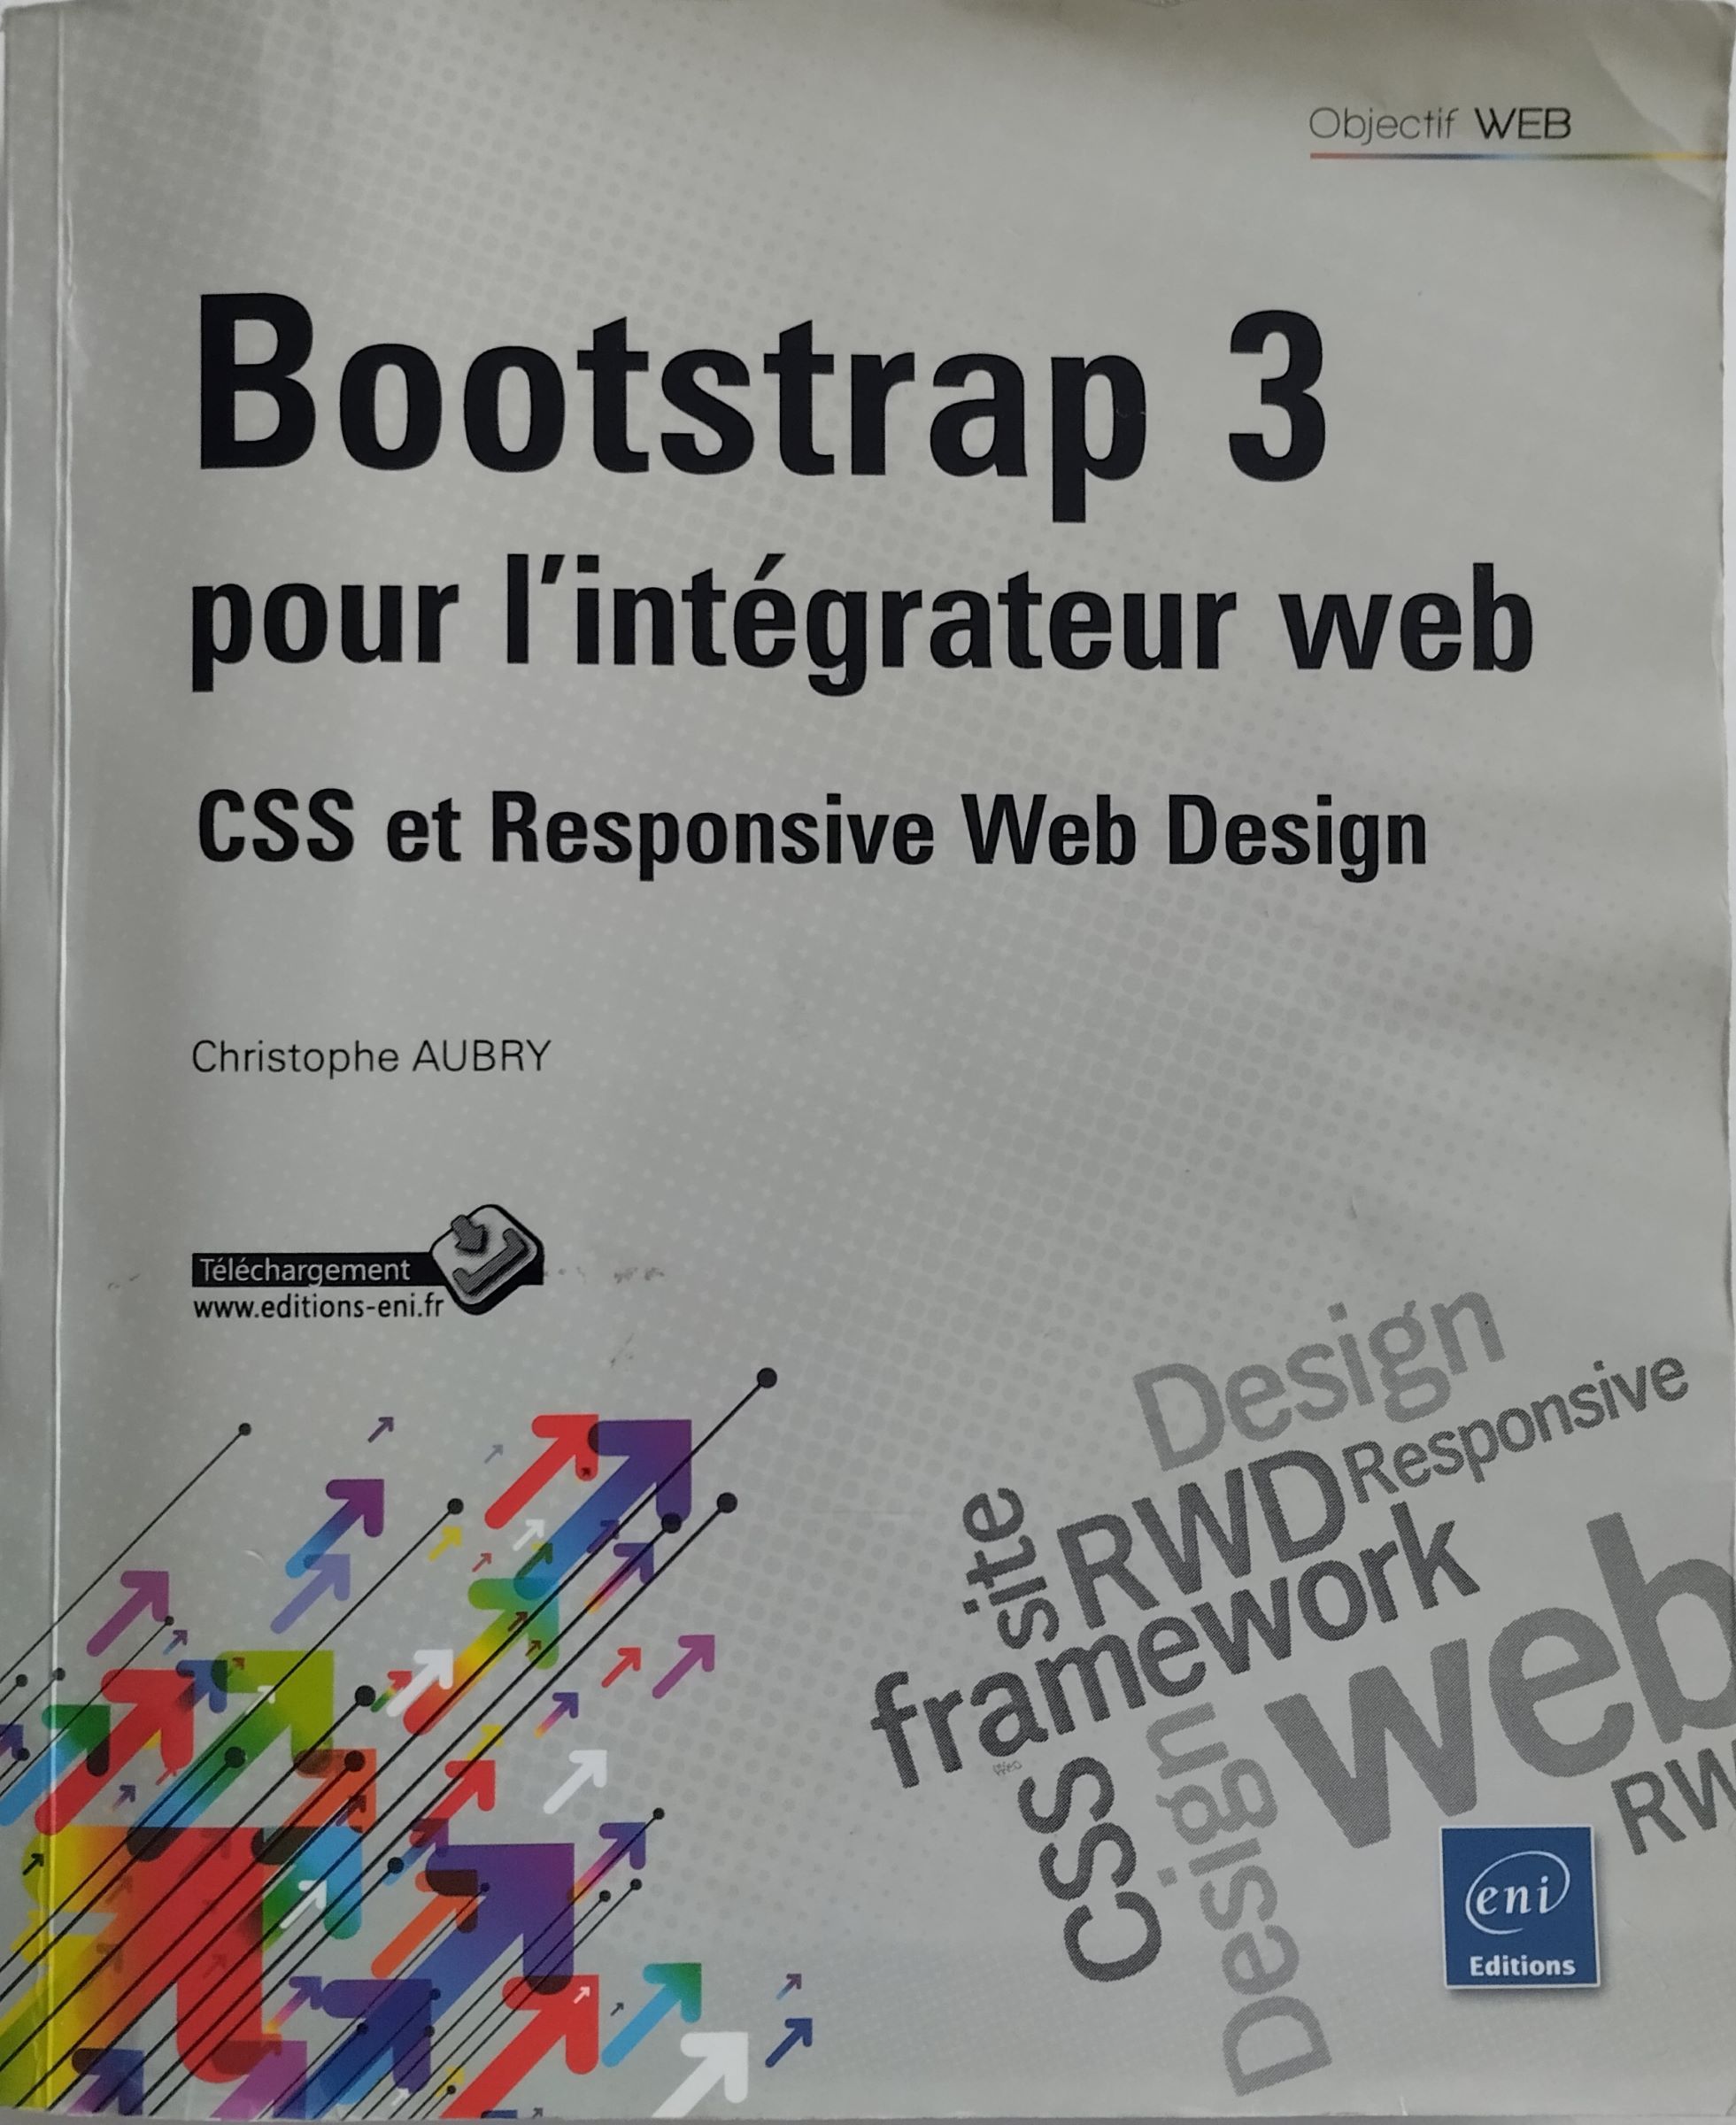 Objectif WEB
Bootstrap 3
pour l'intégrateur web
CSS et Responsive Web Design
Christophe AUBRY
Téléchargement
www.editions-eni.fr
Design
Responsive
RWD
site
framework
web
Web
CSS
Design
RW
eni
Editions